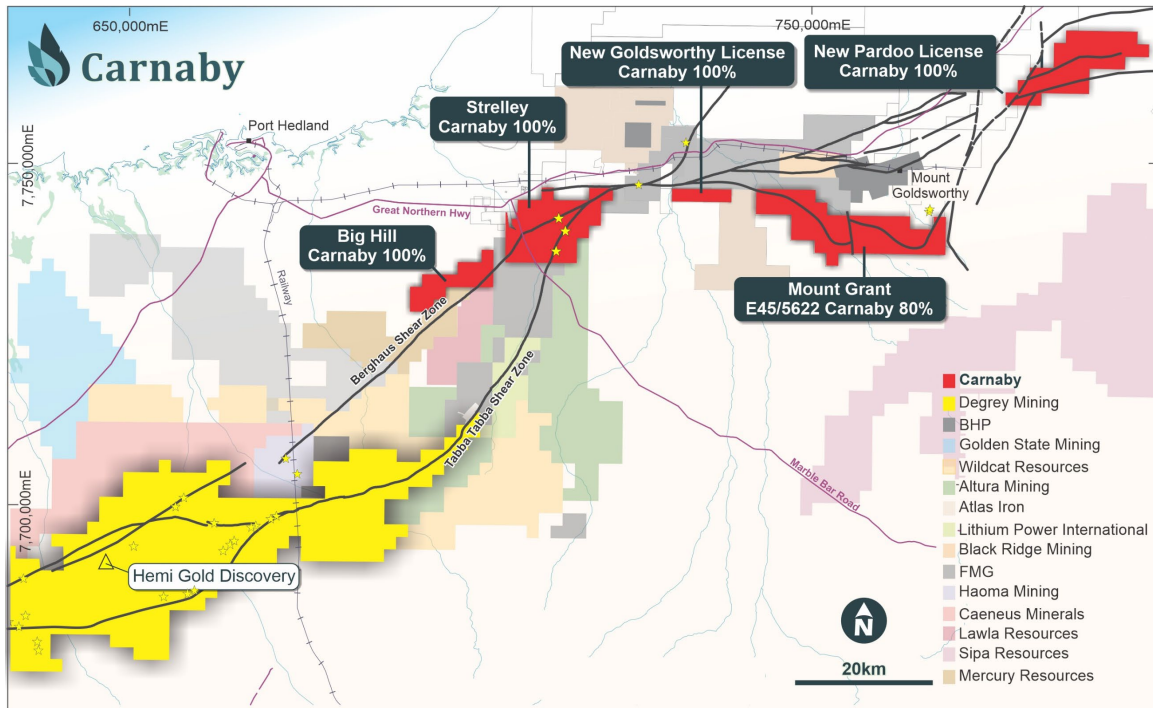 650,000mE
750,000mE
Carnaby
New Goldsworthy License
Carnaby 100%
New Pardoo License
Carnaby 100%
Strelley
Carnaby 100%
Port Hedland
7,750,000mE
Mount
Goldsworthy
Great Northern Hwy
Big Hill
Carnaby 100%
Railway
Mount Grant
E45/5622 Carnaby 80%
Berghaus Shear Zone
Tabba Tabba Shear Zone
Marble Bar Road
7,700,000mE
Hemi Gold Discovery
Carnaby
Degrey Mining
BHP
Golden State Mining
Wildcat Resources
Altura Mining
Atlas Iron
Lithium Power International
Black Ridge Mining
FMG
Haoma Mining
Caeneus Minerals
Lawla Resources
Sipa Resources
Mercury Resources
N
20km